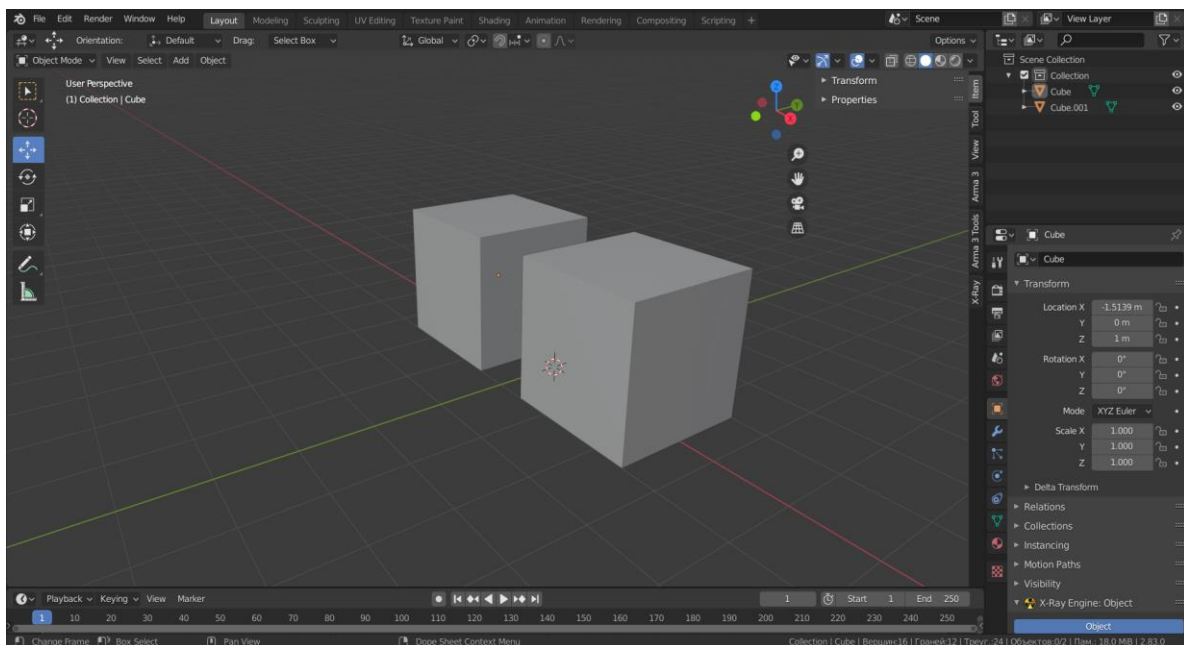 File Edit Render Window Help Layout Modeling Sculpting UV Editing Texture Paint Shading Animation Rendering Compositing Scripting + Scene View Layer
Orientation: Default Drag: Select Box Global Options
Object Mode View Select Add Object
User Perspective
(1) Collection | Cube
Transform
Properties
Item
Tool
View
Arma 3
Arma 3 Tools
X-Ray
Z
Y
X
Scene Collection
Collection
Cube
Cube.001
Cube
Cube
Transform
Location X -1.5139 m
Y 0 m
Z 1 m
Rotation X 0°
Y 0°
Z 0°
Mode XYZ Euler
Scale X 1.000
Y 1.000
Z 1.000
Delta Transform
Relations
Collections
Instancing
Motion Paths
Visibility
X-Ray Engine: Object
Object
Playback Keying View Marker 1 Start 1 End 250
1 10 20 30 40 50 60 70 80 90 100 110 120 130 140 150 160 170 180 190 200 210 220 230 240 250
Change Frame Box Select Pan View Dope Sheet Context Menu Collection | Cube | Вершин:16 | Граней:12 | Треуг.:24 | Объектов:0/2 | Пам.: 18.0 MiB | 2.83.0